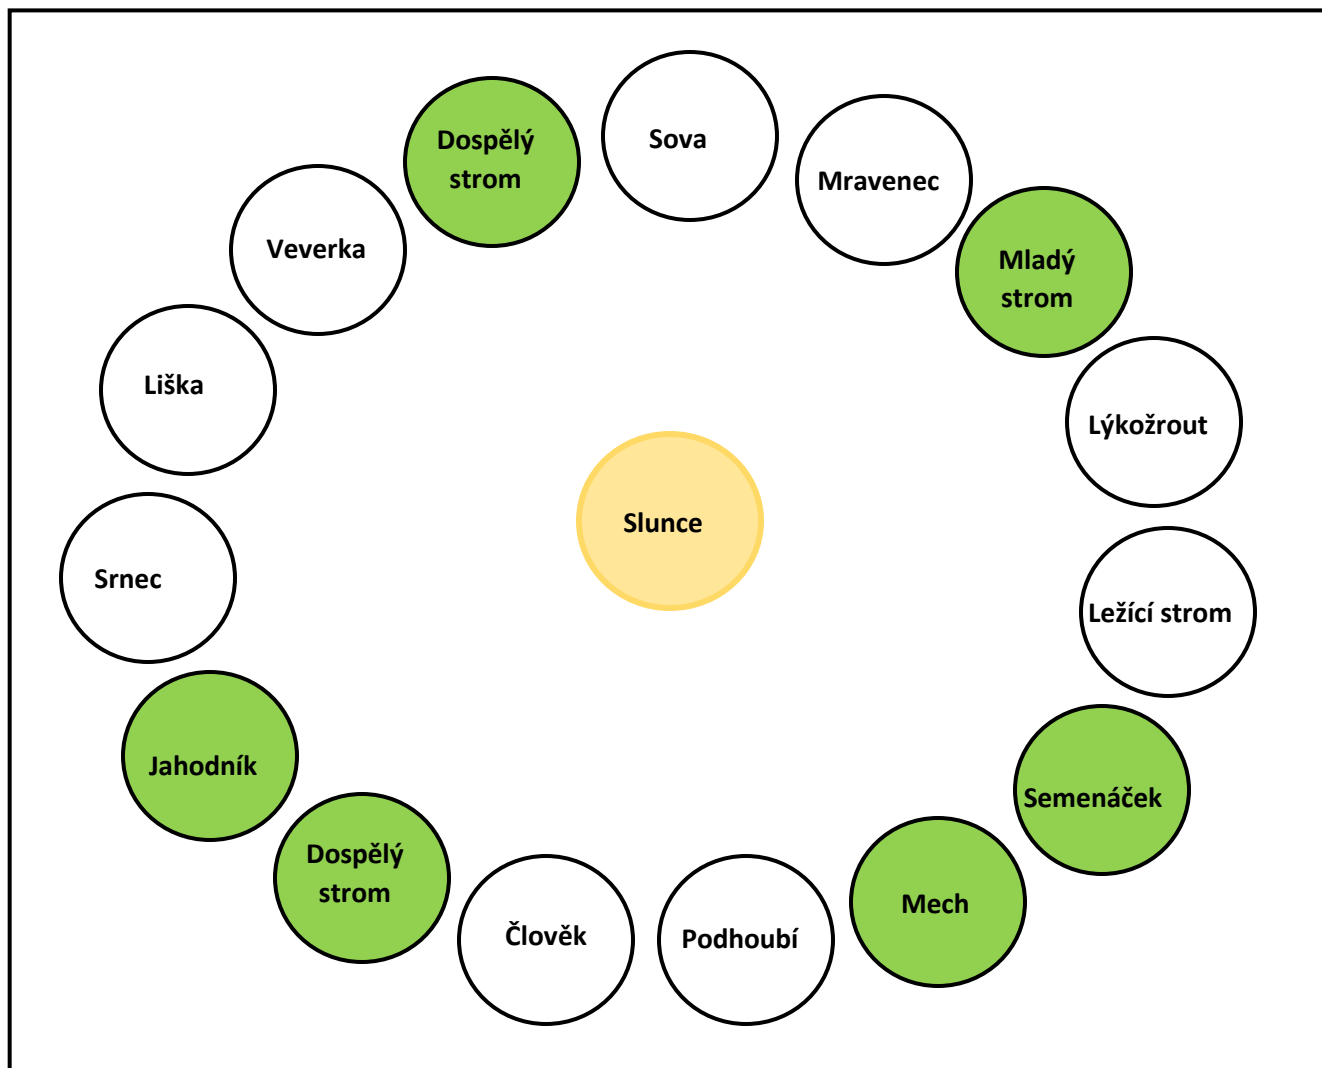 Dospělý
strom
Sova
Mravenec
Veverka
Mladý
strom
Liška
Lýkožrout
Slunce
Srnec
Ležící strom
Jahodník
Semenáček
Dospělý
strom
Člověk
Podhoubí
Mech